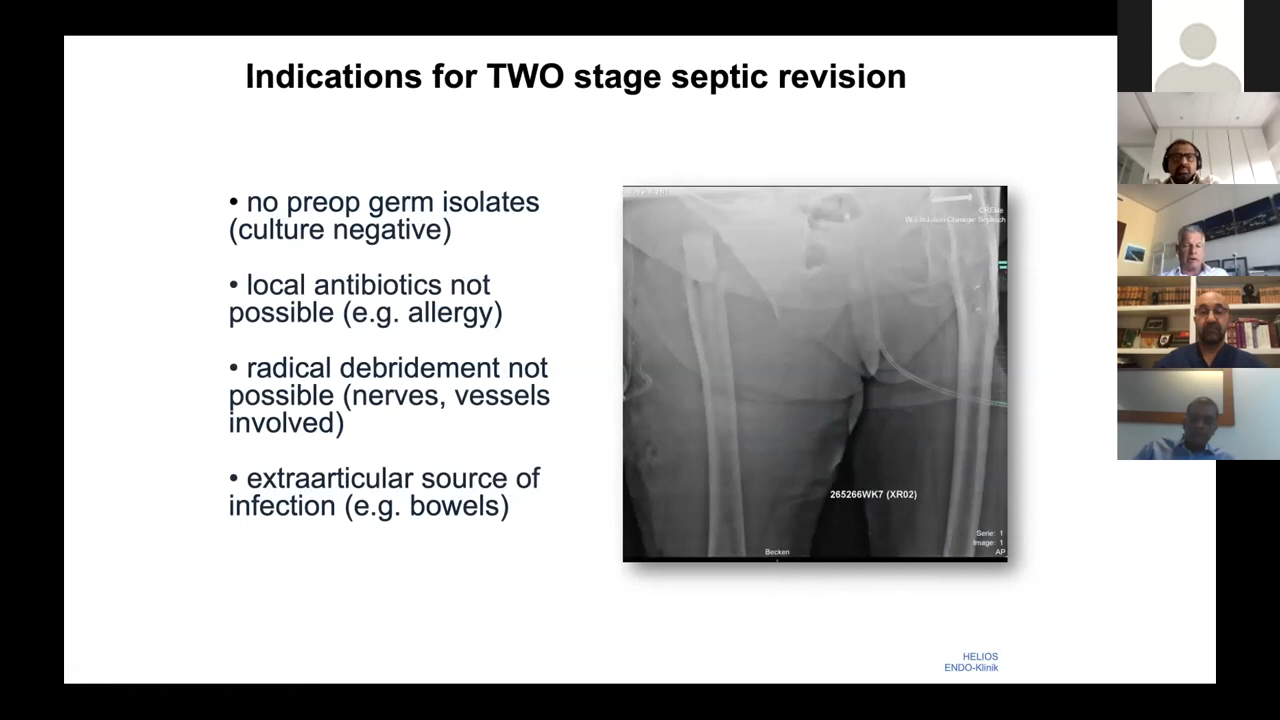 Indications for TWO stage septic revision
• no preop germ isolates
(culture negative)
• local antibiotics not
possible (e.g. allergy)
• radical debridement not
possible (nerves, vessels
involved)
• extraarticular source of
infection (e.g. bowels)
265266WK7 (XR02)
Serie: 1
Image: 1
AP
Becken
HELIOS
ENDO-Klinik